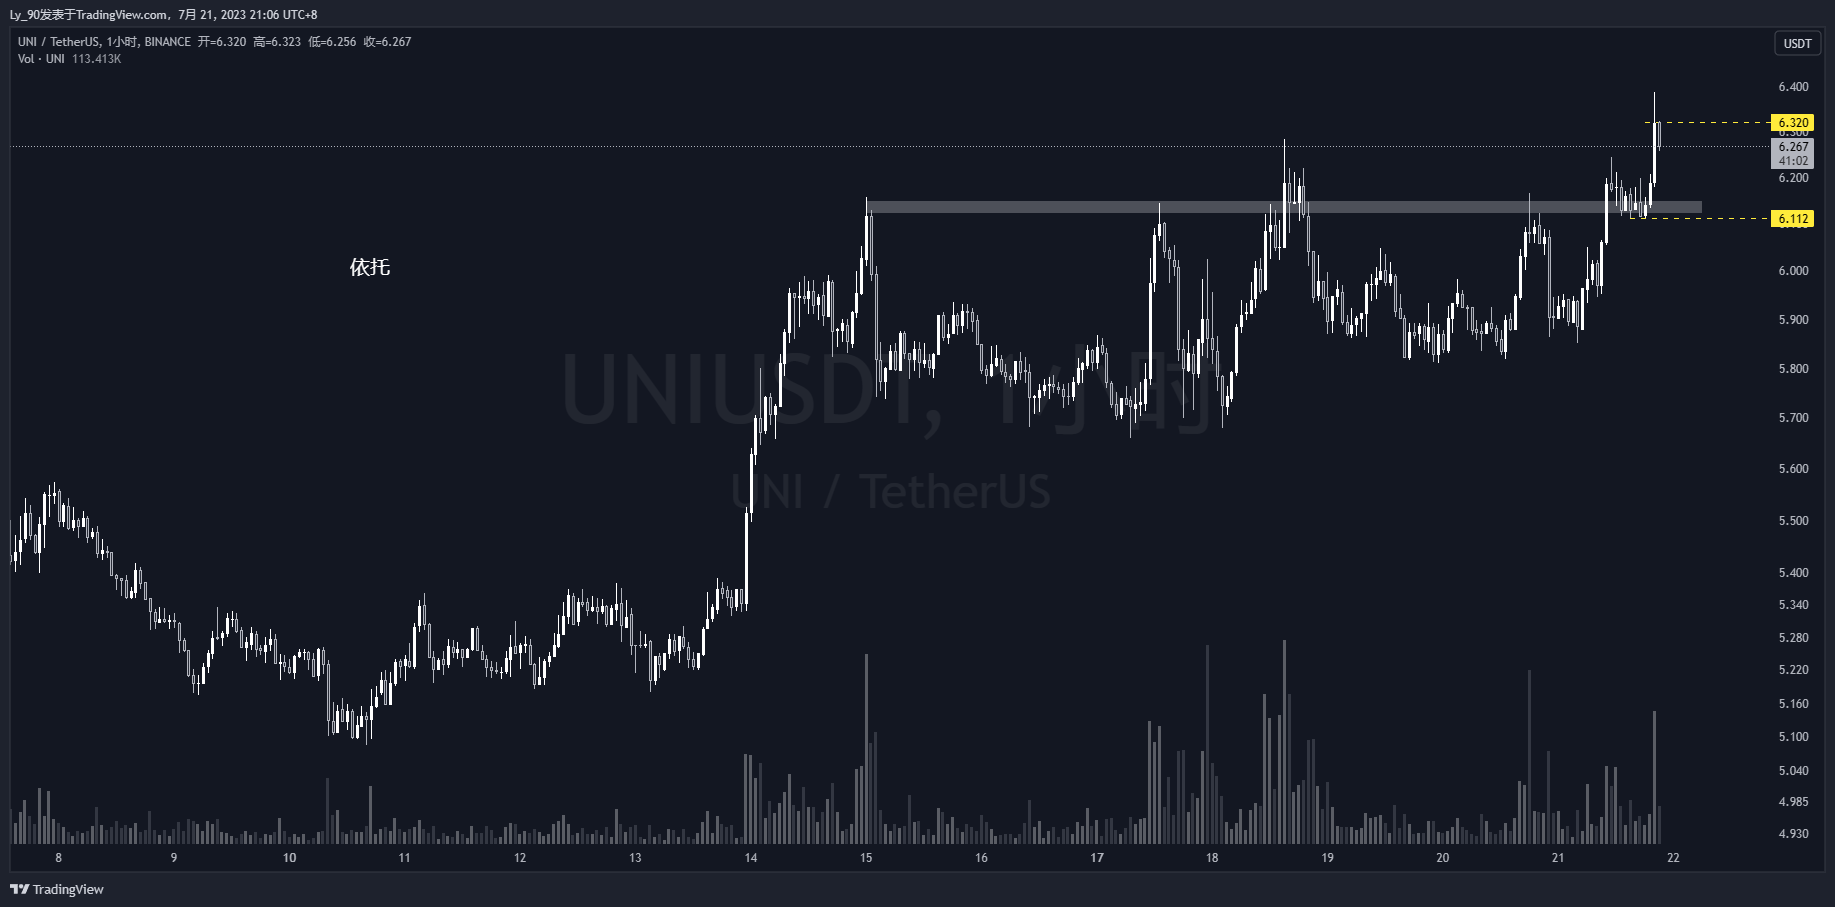 Ly_90发表于TradingView.com, 7月 21, 2023 21:06 UTC+8
UNI / TetherUS, 1小时, BINANCE 开=6.320 高=6.323 低=6.256 收=6.267
Vol · UNI 113.413K
USDT
6.400
6.320
6.300
6.267
41:02
6.200
6.112
依托
6.000
5.900
5.800
UNIUSDT, 1小时
5.700
5.600
UNI / TetherUS
5.500
5.400
5.340
5.280
5.220
5.160
5.100
5.040
4.985
4.930
8 9 10 11 12 13 14 15 16 17 18 19 20 21 22
TradingView